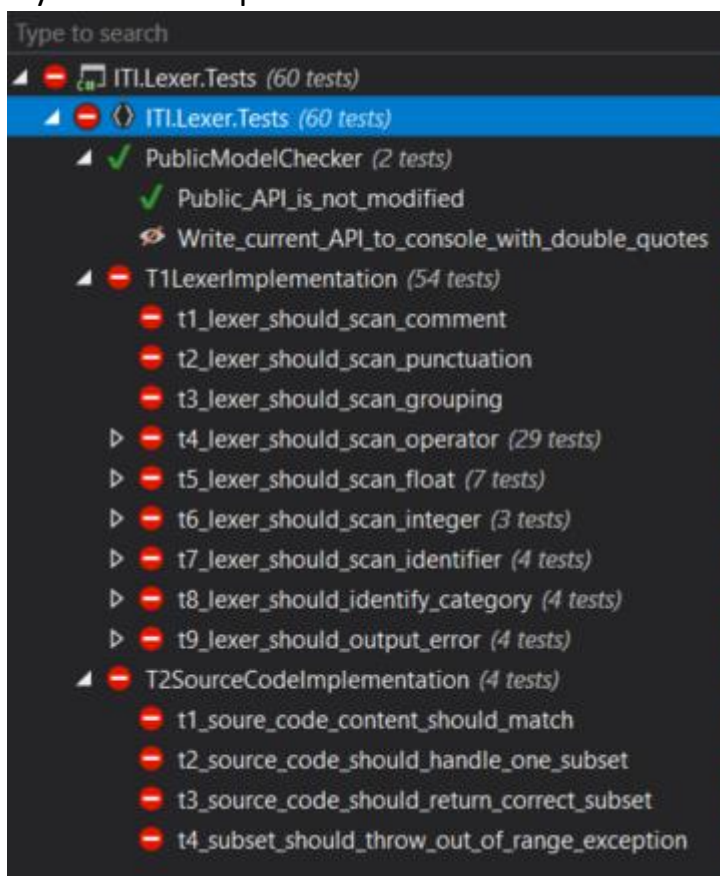 Type to search
ITI.Lexer.Tests (60 tests)
ITI.Lexer.Tests (60 tests)
PublicModelChecker (2 tests)
Public_API_is_not_modified
Write_current_API_to_console_with_double_quotes
T1LexerImplementation (54 tests)
t1_lexer_should_scan_comment
t2_lexer_should_scan_punctuation
t3_lexer_should_scan_grouping
t4_lexer_should_scan_operator (29 tests)
t5_lexer_should_scan_float (7 tests)
t6_lexer_should_scan_integer (3 tests)
t7_lexer_should_scan_identifier (4 tests)
t8_lexer_should_identify_category (4 tests)
t9_lexer_should_output_error (4 tests)
T2SourceCodeImplementation (4 tests)
t1_soure_code_content_should_match
t2_source_code_should_handle_one_subset
t3_source_code_should_return_correct_subset
t4_subset_should_throw_out_of_range_exception